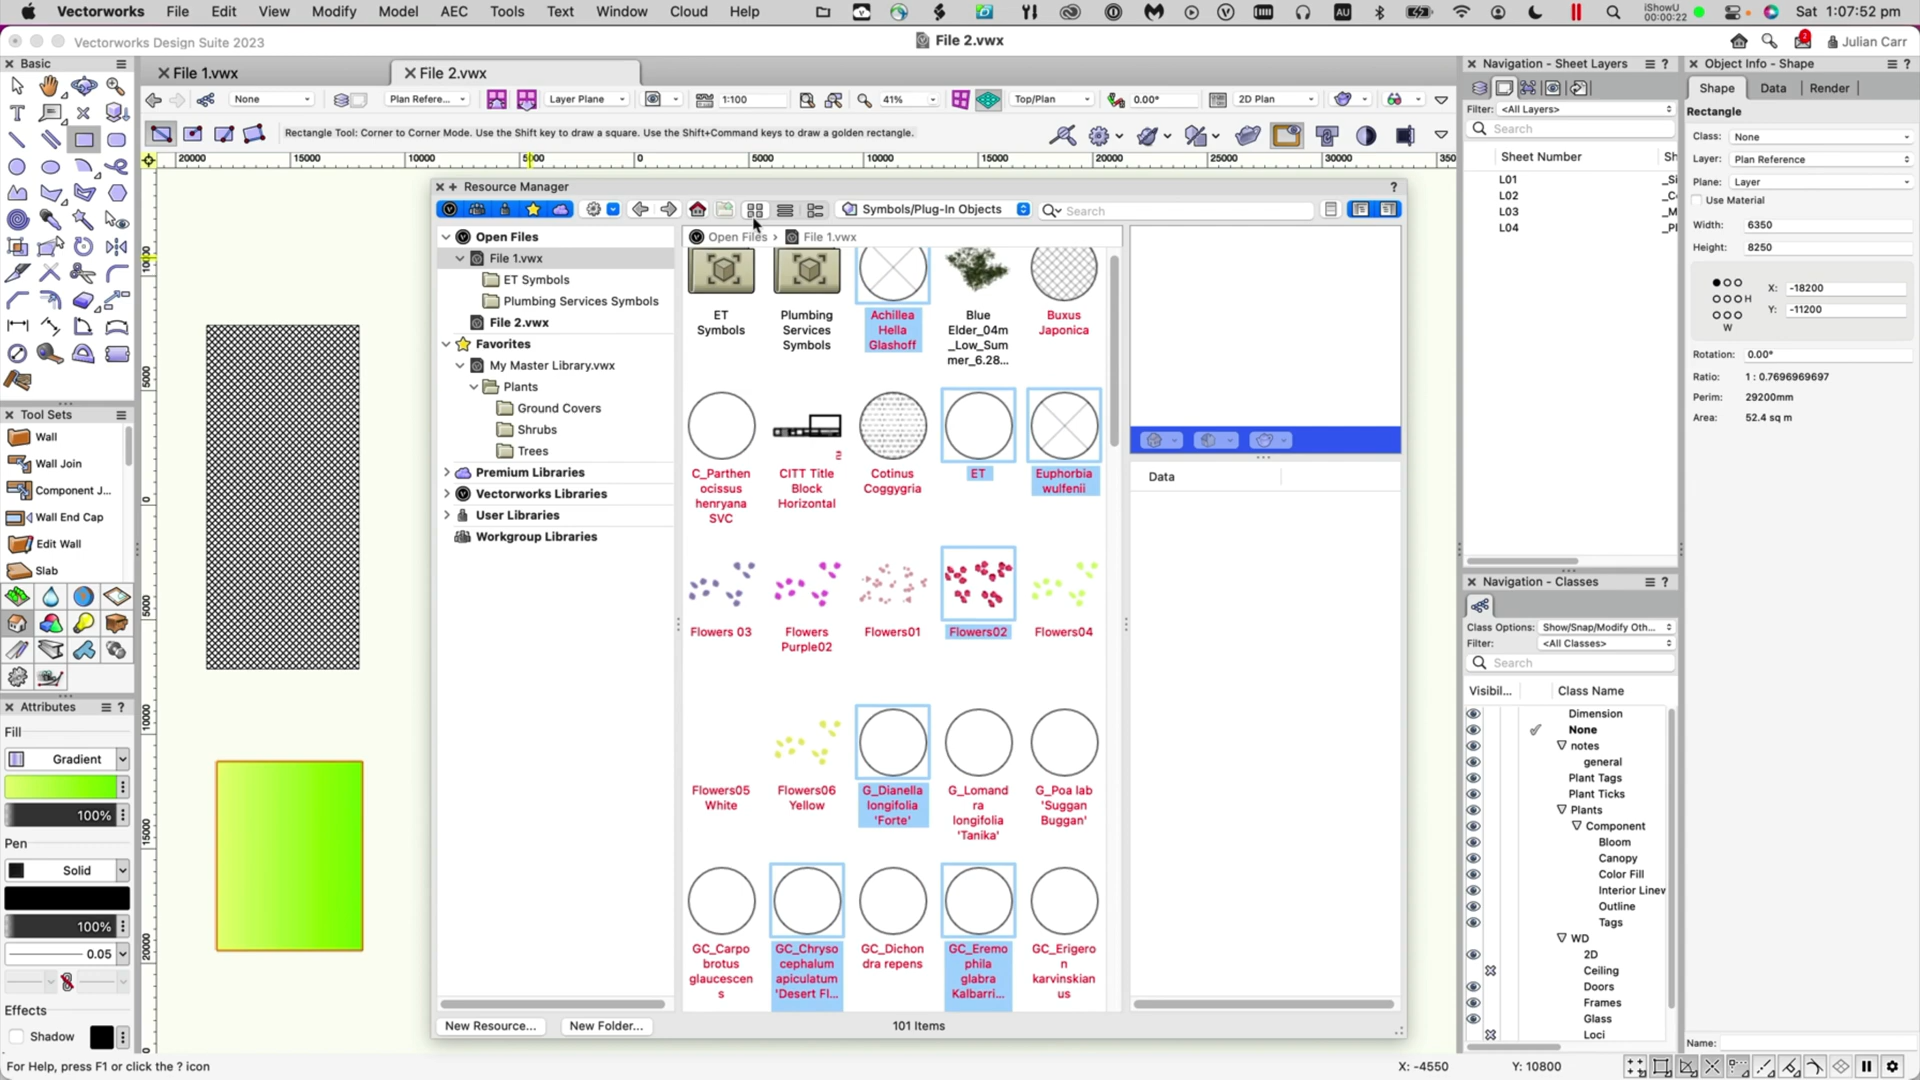 Vectorworks File Edit View Modify Model AEC Tools Text Window Cloud Help
iShowU 00:00:22 Sat 1:07:52 pm
Vectorworks Design Suite 2023
File 2.vwx
2
Julian Carr
Basic
File 1.vwx
File 2.vwx
None
Plan Refere...
Layer Plane
1:100
41%
Top/Plan
0.00°
2D Plan
Rectangle Tool: Corner to Corner Mode. Use the Shift key to draw a square. Use the Shift+Command keys to draw a golden rectangle.
20000 15000 10000 5000 0 5000 10000 15000 20000 25000 30000 350
Tool Sets
Wall
Wall Join
Component J...
Wall End Cap
Edit Wall
Slab
Attributes
Fill
Gradient
100%
Pen
Solid
100%
0.05
Effects
Shadow
Resource Manager
Symbols/Plug-In Objects
Search
Open Files
File 1.vwx
ET Symbols
Plumbing Services Symbols
File 2.vwx
Favorites
My Master Library.vwx
Plants
Ground Covers
Shrubs
Trees
Premium Libraries
Vectorworks Libraries
User Libraries
Workgroup Libraries
Open Files › File 1.vwx
ET
Symbols
Plumbing
Services
Symbols
Achillea
Hella
Glashoff
Blue
Elder_04m
_Low_Sum
mer_6.28...
Buxus
Japonica
C_Parthen
ocissus
henryana
SVC
CITT Title
Block
Horizontal
Cotinus
Coggygria
ET
Euphorbia
wulfenii
Flowers 03
Flowers
Purple02
Flowers01
Flowers02
Flowers04
Flowers05
White
Flowers06
Yellow
G_Dianella
longifolia
'Forte'
G_Lomand
ra
longifolia
'Tanika'
G_Poa lab
'Suggan
Buggan'
GC_Carpo
brotus
glaucescen
s
GC_Chryso
cephalum
apiculatum
'Desert Fl...
GC_Dichon
dra repens
GC_Eremo
phila
glabra
Kalbarri...
GC_Erigero
n
karvinskian
us
Data
New Resource...
New Folder...
101 Items
Navigation - Sheet Layers
Filter: <All Layers>
Search
Sheet Number Sh
L01 _Si
L02 _C
L03 _M
L04 _Pl
Navigation - Classes
Class Options: Show/Snap/Modify Oth...
Filter: <All Classes>
Search
Visibil... Class Name
Dimension
None
notes
general
Plant Tags
Plant Ticks
Plants
Component
Bloom
Canopy
Color Fill
Interior Linew
Outline
Tags
WD
2D
Ceiling
Doors
Frames
Glass
Loci
Object Info - Shape
Shape Data Render
Rectangle
Class: None
Layer: Plan Reference
Plane: Layer
Use Material
Width: 6350
Height: 8250
X: -18200
Y: -11200
H
W
Rotation: 0.00°
Ratio: 1 : 0.7696969697
Perim: 29200mm
Area: 52.4 sq m
Name:
For Help, press F1 or click the ? icon
X: -4550
Y: 10800